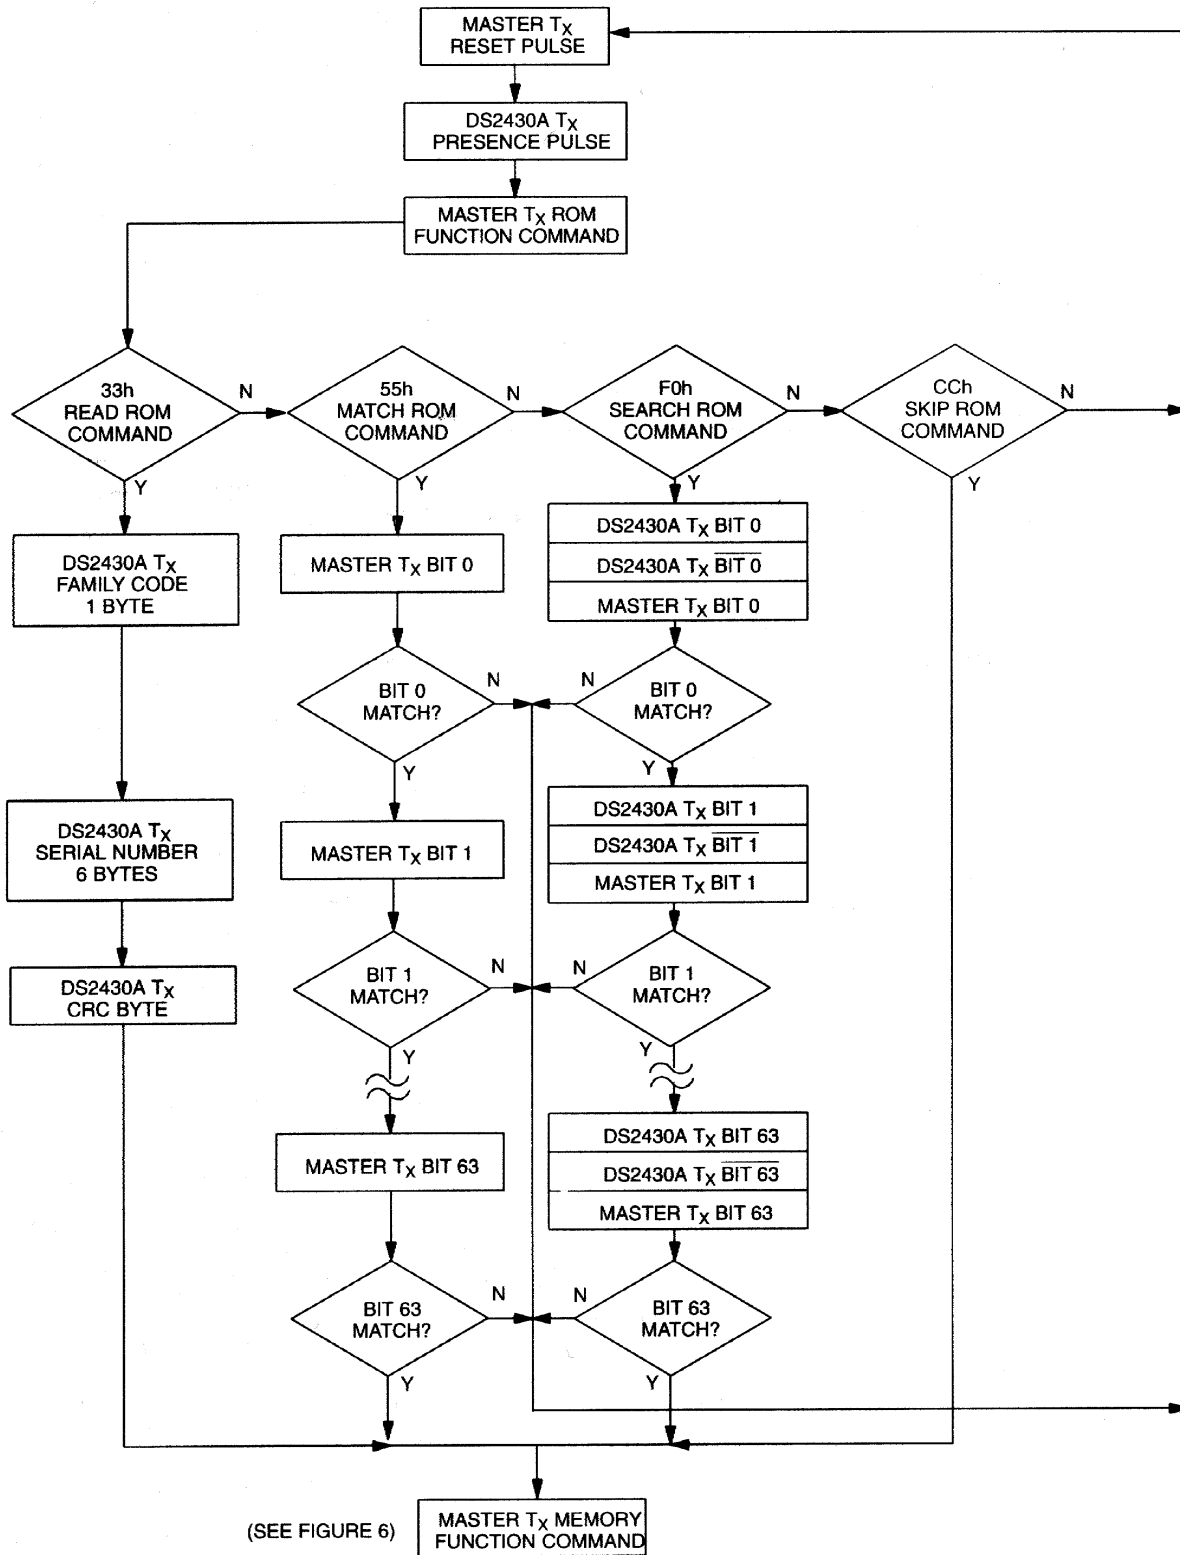 MASTER TX
RESET PULSE
DS2430A TX
PRESENCE PULSE
MASTER TX ROM
FUNCTION COMMAND
33h
READ ROM
COMMAND
N
Y
55h
MATCH ROM
COMMAND
N
Y
F0h
SEARCH ROM
COMMAND
N
Y
CCh
SKIP ROM
COMMAND
N
Y
DS2430A TX
FAMILY CODE
1 BYTE
DS2430A TX
SERIAL NUMBER
6 BYTES
DS2430A TX
CRC BYTE
MASTER TX BIT 0
BIT 0
MATCH?
N
Y
MASTER TX BIT 1
BIT 1
MATCH?
N
Y
MASTER TX BIT 63
BIT 63
MATCH?
N
Y
DS2430A TX BIT 0
DS2430A TX B̅I̅T̅ ̅0̅
MASTER TX BIT 0
BIT 0
MATCH?
N
Y
DS2430A TX BIT 1
DS2430A TX B̅I̅T̅ ̅1̅
MASTER TX BIT 1
BIT 1
MATCH?
N
Y
DS2430A TX BIT 63
DS2430A TX B̅I̅T̅ ̅6̅3̅
MASTER TX BIT 63
BIT 63
MATCH?
N
Y
(SEE FIGURE 6)
MASTER TX MEMORY
FUNCTION COMMAND